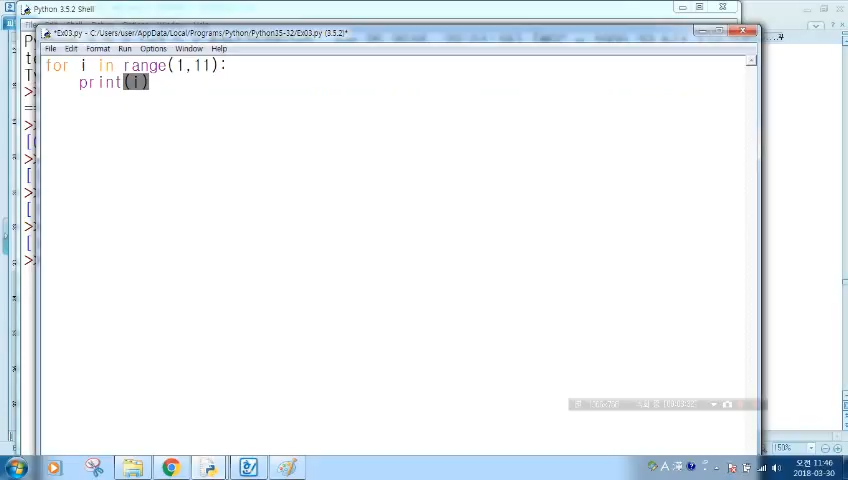 Python 3.5.2 Shell
*Ex03.py - C:/Users/user/AppData/Local/Programs/Python/Python35-32/Ex03.py (3.5.2)*
File Edit Format Run Options Window Help
for i in range(1,11):
print(i)
150%
오전 11:46
2018-03-30